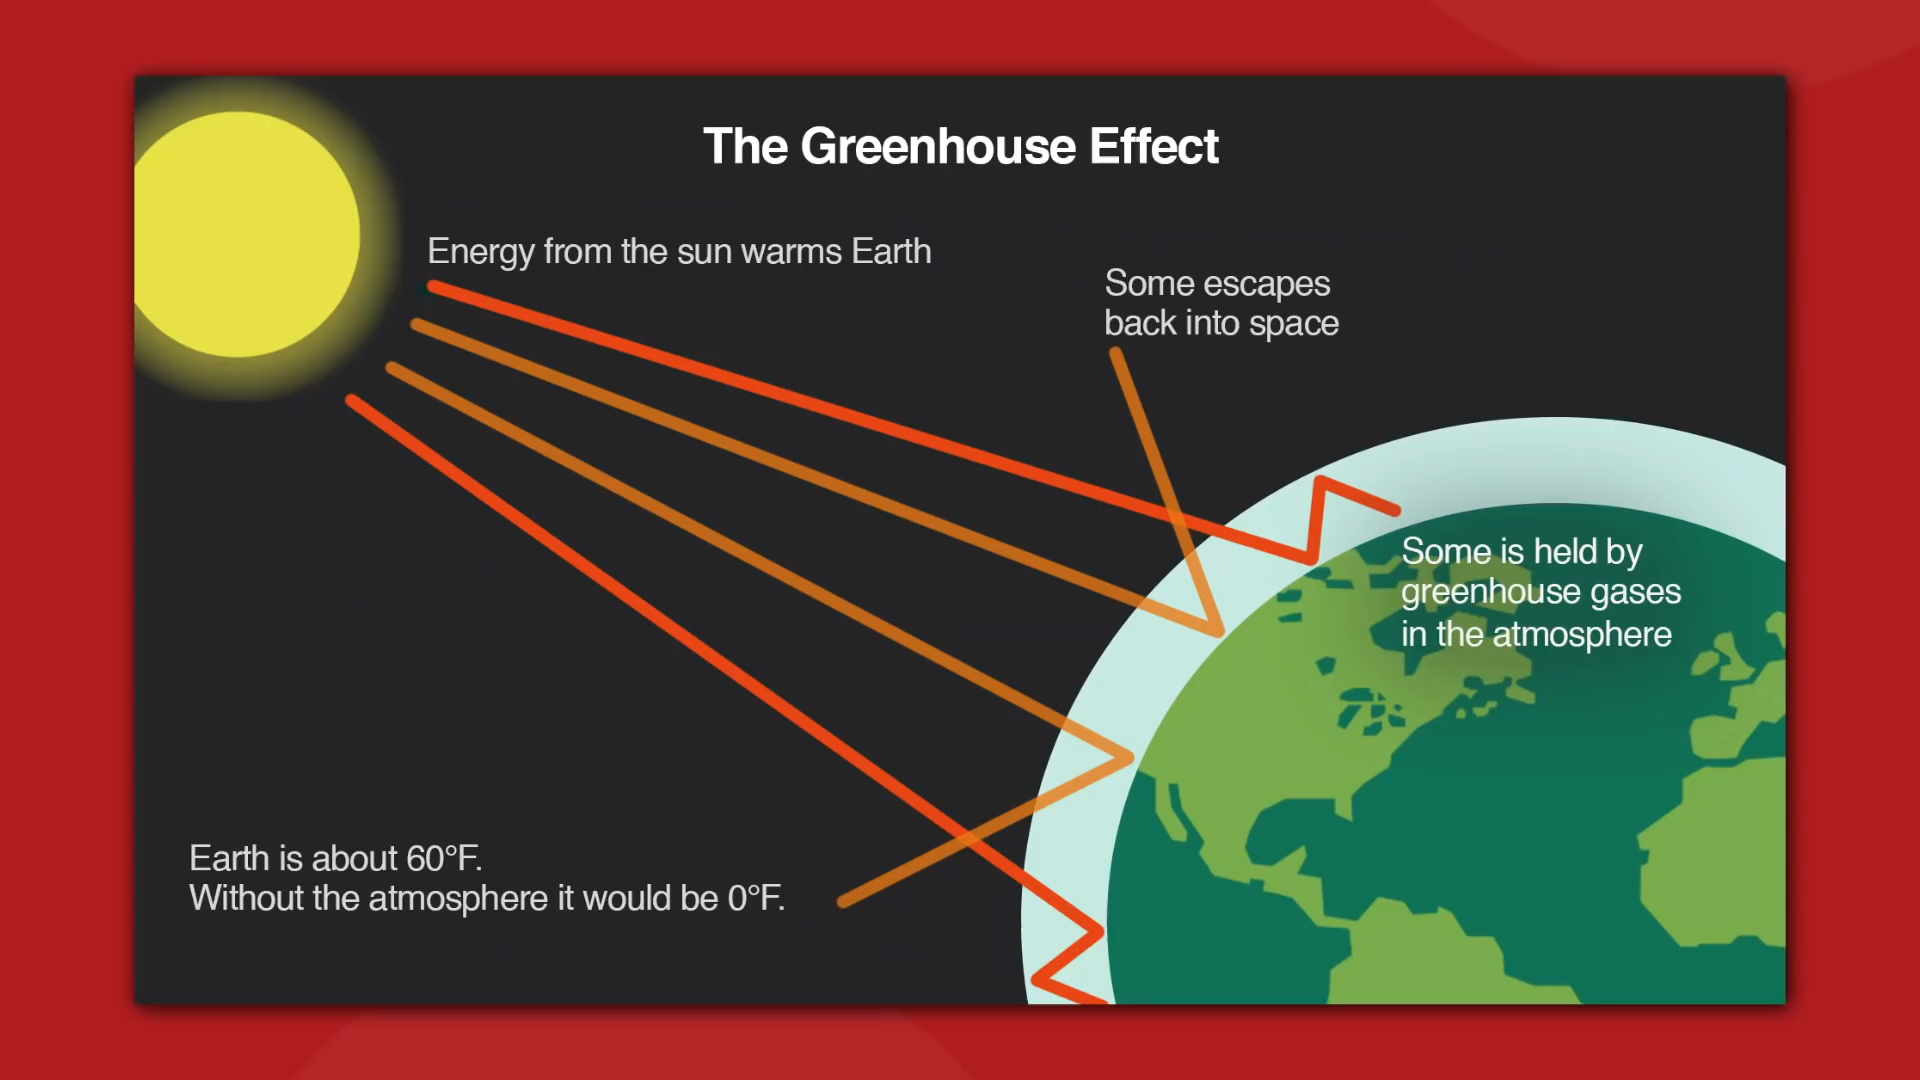 The Greenhouse Effect
Energy from the sun warms Earth
Some escapes
back into space
Some is held by
greenhouse gases
in the atmosphere
Earth is about 60°F.
Without the atmosphere it would be 0°F.